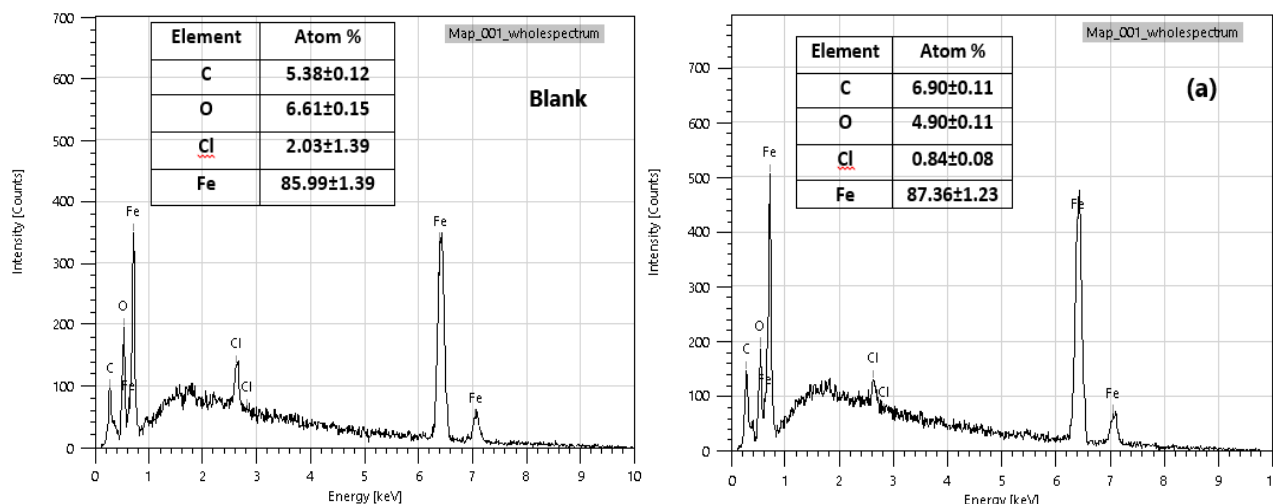 700
600
500
400
300
200
100
0
Intensity [Counts]
Map_001_wholespectrum
Element Atom %
C 5.38±0.12
O 6.61±0.15
Cl 2.03±1.39
Fe 85.99±1.39
Blank
Fe
O
C
Fe
Cl
Cl
Fe
Fe
0 1 2 3 4 5 6 7 8 9 10
Energy [keV]
700
600
500
400
300
200
100
0
Intensity [Counts]
Map_001_wholespectrum
Element Atom %
C 6.90±0.11
O 4.90±0.11
Cl 0.84±0.08
Fe 87.36±1.23
(a)
Fe
O
C
Fe
Cl
Cl
Fe
Fe
0 1 2 3 4 5 6 7 8 9 1
Energy [keV]